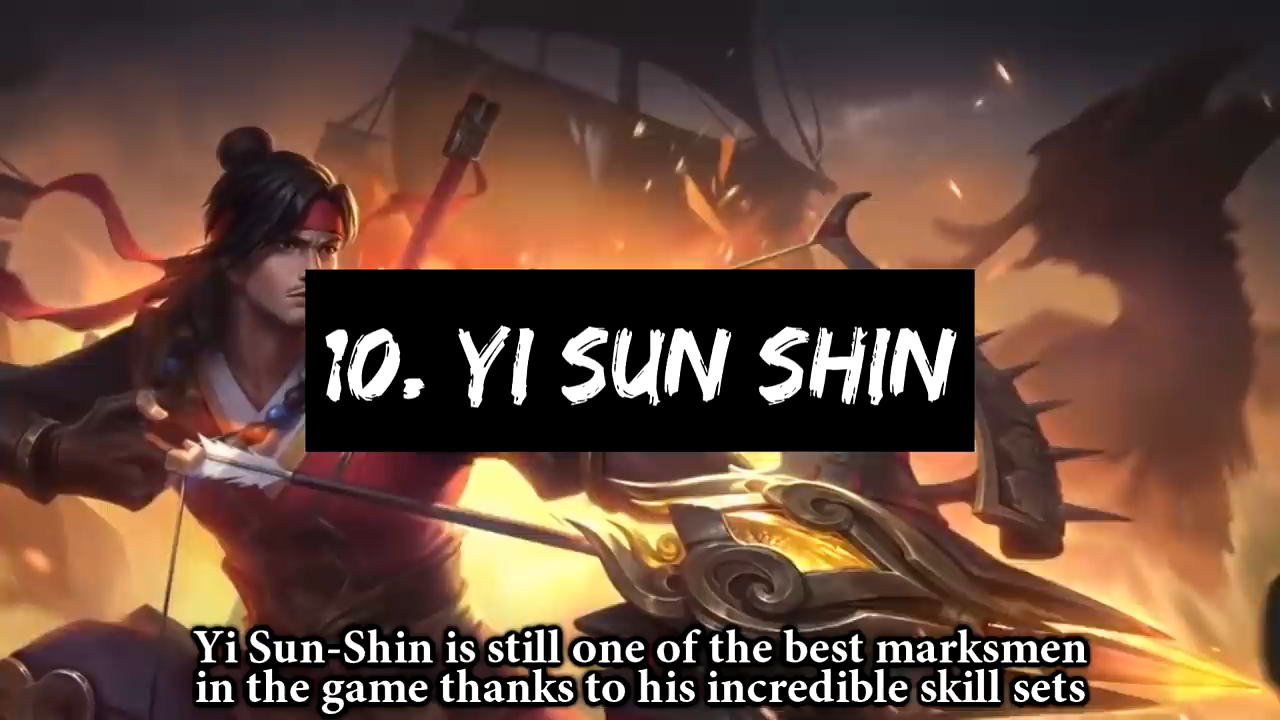 10. YI SUN SHIN
Yi Sun-Shin is still one of the best marksmen
in the game thanks to his incredible skill sets